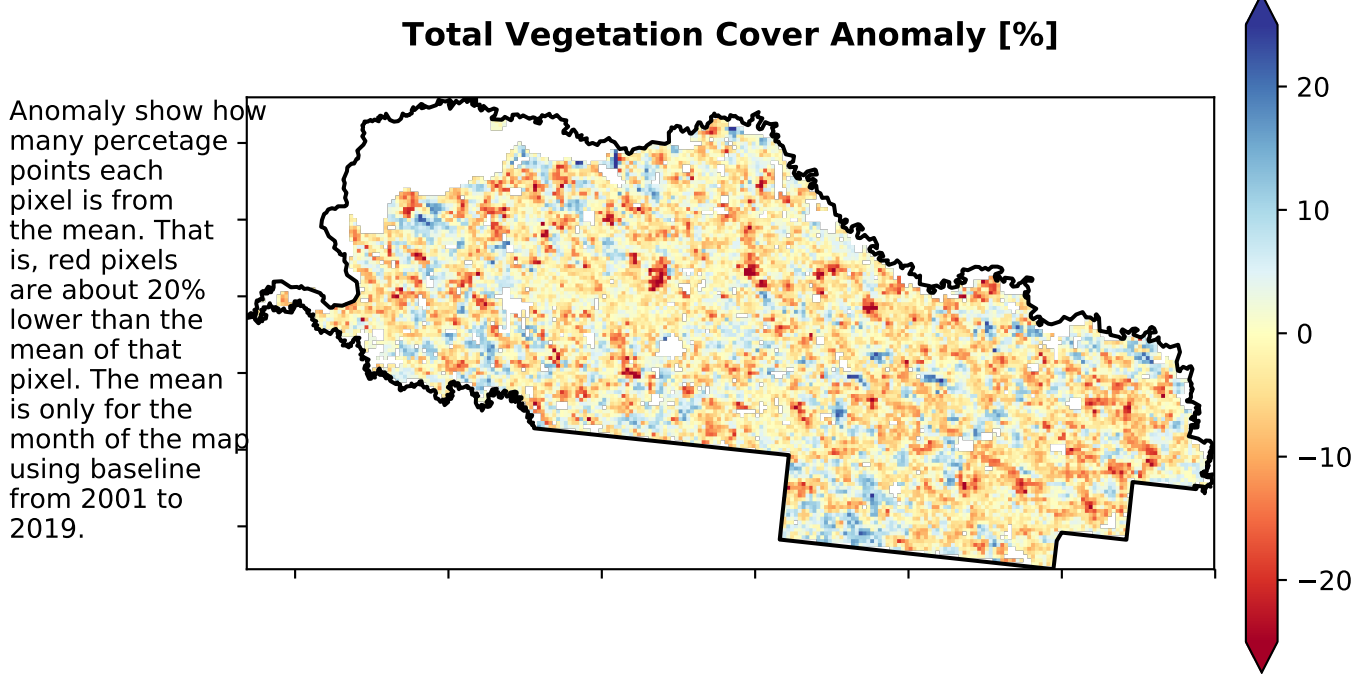 Total Vegetation Cover Anomaly [%]
Anomaly show how
many percetage
points each
pixel is from
the mean. That
is, red pixels
are about 20%
lower than the
mean of that
pixel. The mean
is only for the
month of the map
using baseline
from 2001 to
2019.
20
10
0
−10
−20